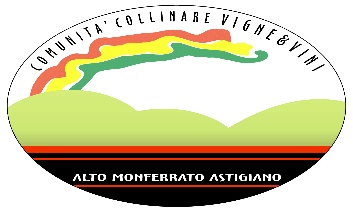 COMUNITA' COLLINARE VIGNE&VINI
ALTO MONFERRATO ASTIGIANO